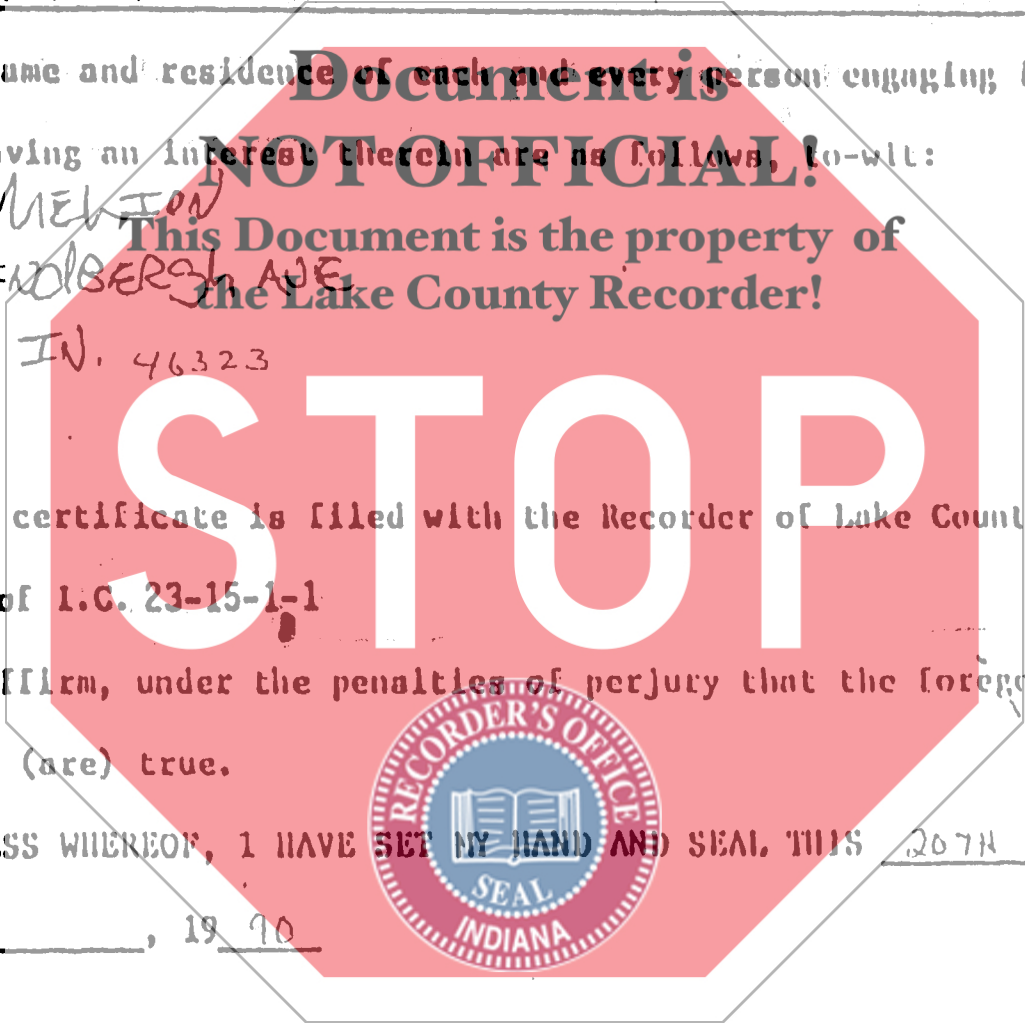 ame and residence of each and every person engaging
Document is
ving an interest therein are as follows, to-wit:
NOT OFFICIAL!
This Document is the property of
AVE
the Lake County Recorder!
IN. 46323
STOP
certificate is filed with the Recorder of Lake Count
of I.C. 23-15-1-1
ffirm, under the penalties of perjury that the forego
(are) true.
RECORDER'S OFFICE
SEAL
INDIANA
SS WHEREOF, I HAVE SET MY HAND AND SEAL THIS 20TH
, 19 90